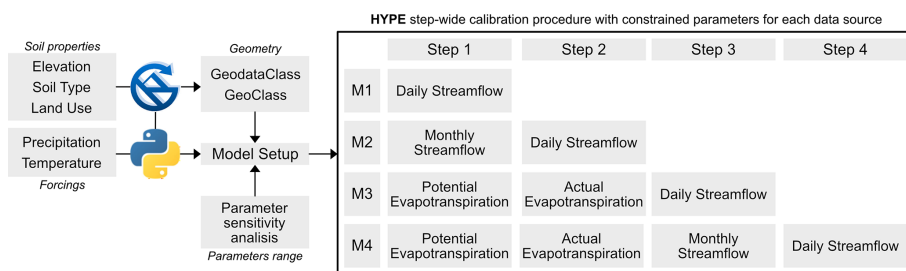 HYPE step-wide calibration procedure with constrained parameters for each data source
Soil properties
Elevation
Soil Type
Land Use
Precipitation
Temperature
Forcings
Geometry
GeodataClass
GeoClass
Model Setup
Parameter
sensitivity
analisis
Parameters range
Step 1
Step 2
Step 3
Step 4
M1
Daily Streamflow
M2
Monthly
Streamflow
Daily Streamflow
M3
Potential
Evapotranspiration
Actual
Evapotranspiration
Daily Streamflow
M4
Potential
Evapotranspiration
Actual
Evapotranspiration
Monthly
Streamflow
Daily Streamflow